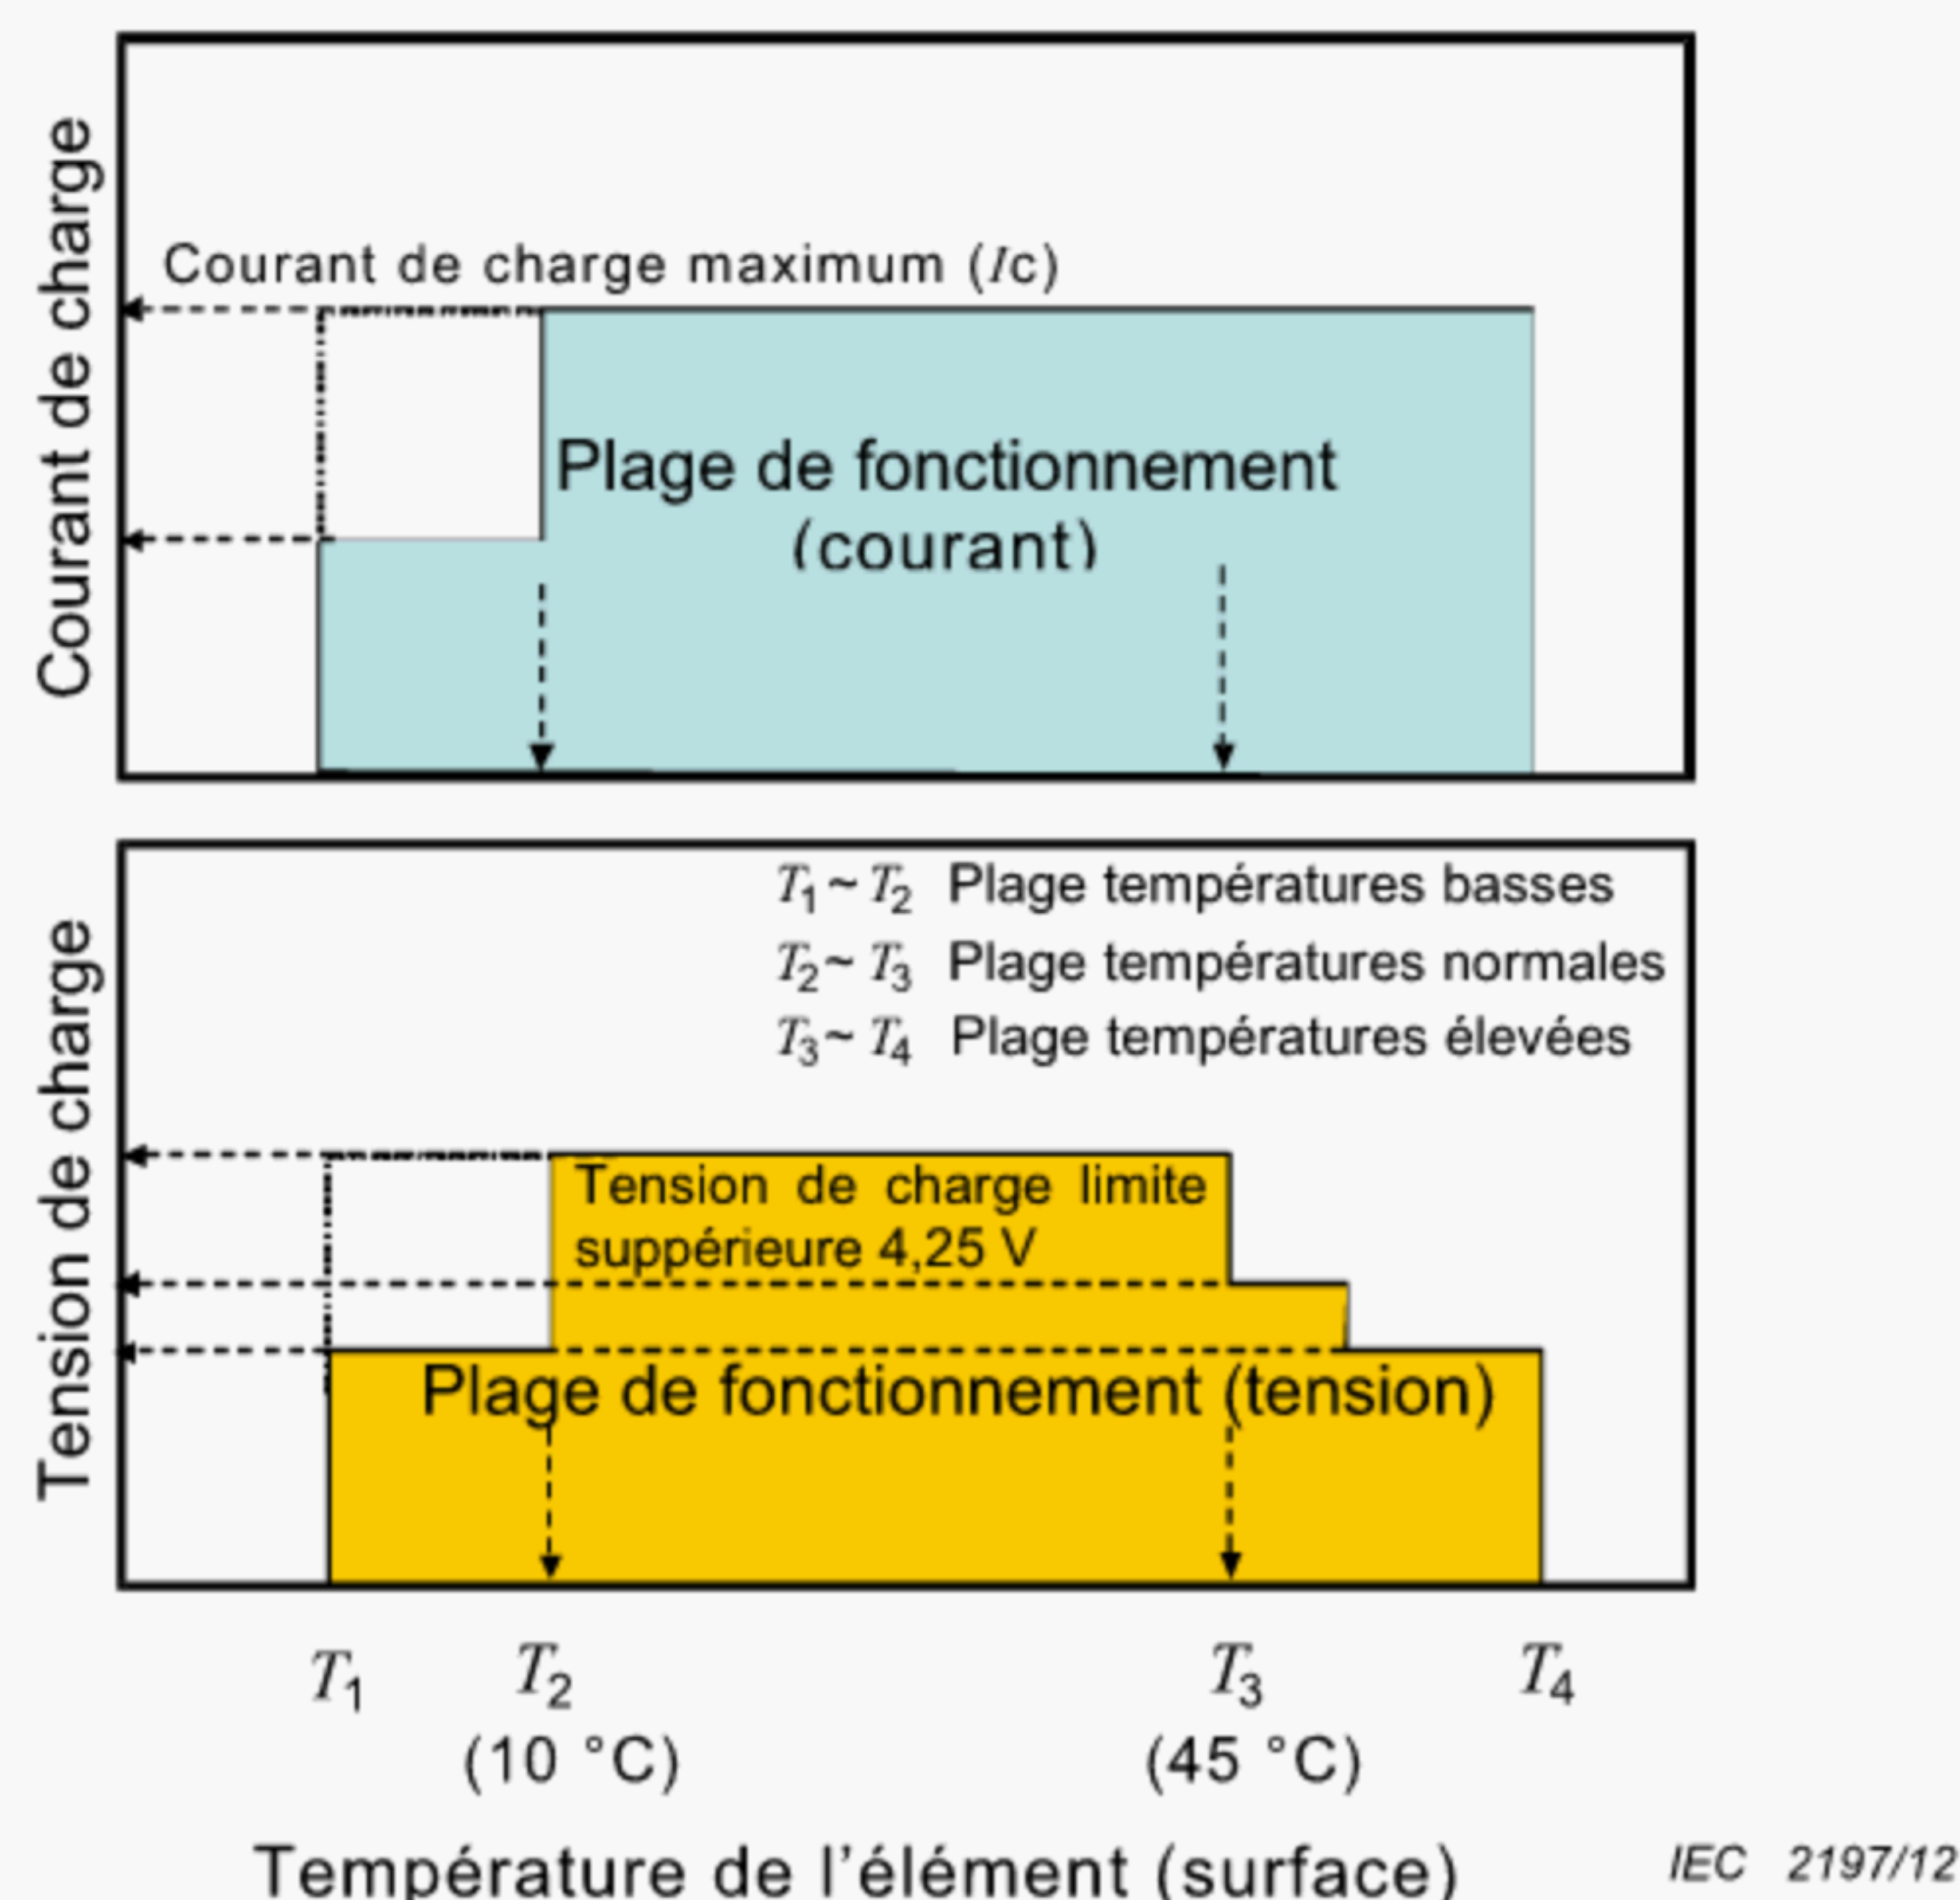 Courant de charge
Courant de charge maximum (Ic)
Plage de fonctionnement
(courant)
Tension de charge
T1 ~ T2 Plage températures basses
T2 ~ T3 Plage températures normales
T3 ~ T4 Plage températures élevées
Tension de charge limite
suppérieure 4,25 V
Plage de fonctionnement (tension)
T1 T2 T3 T4
(10 °C) (45 °C)
Température de l’élément (surface)
IEC 2197/12